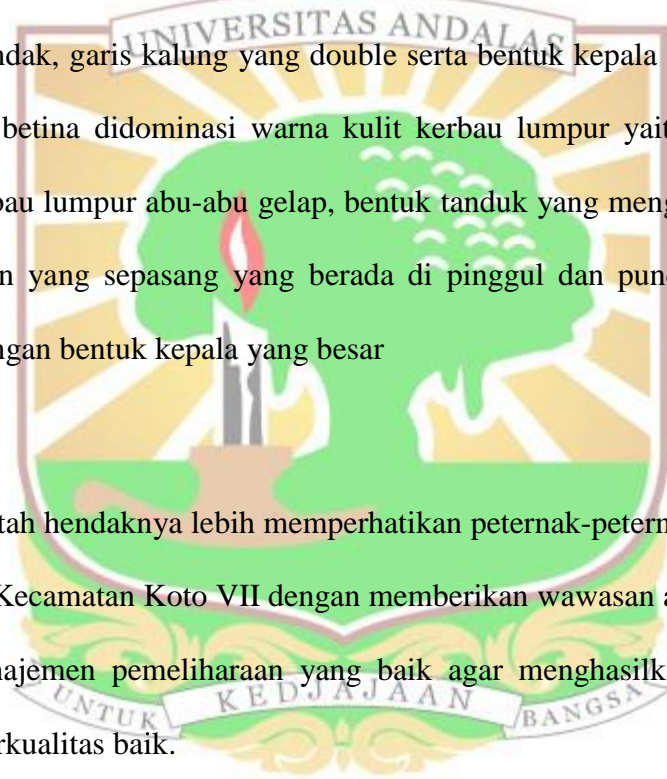 UNIVERSITAS ANDALAS
ndak, garis kalung yang double serta bentuk kepala
betina didominasi warna kulit kerbau lumpur yait
bau lumpur abu-abu gelap, bentuk tanduk yang meng
n yang sepasang yang berada di pinggul dan pund
ngan bentuk kepala yang besar
tah hendaknya lebih memperhatikan peternak-petern
Kecamatan Koto VII dengan memberikan wawasan a
najemen pemeliharaan yang baik agar menghasilk
rkualitas baik.
UNTUK KEDJAJAAN BANGSA